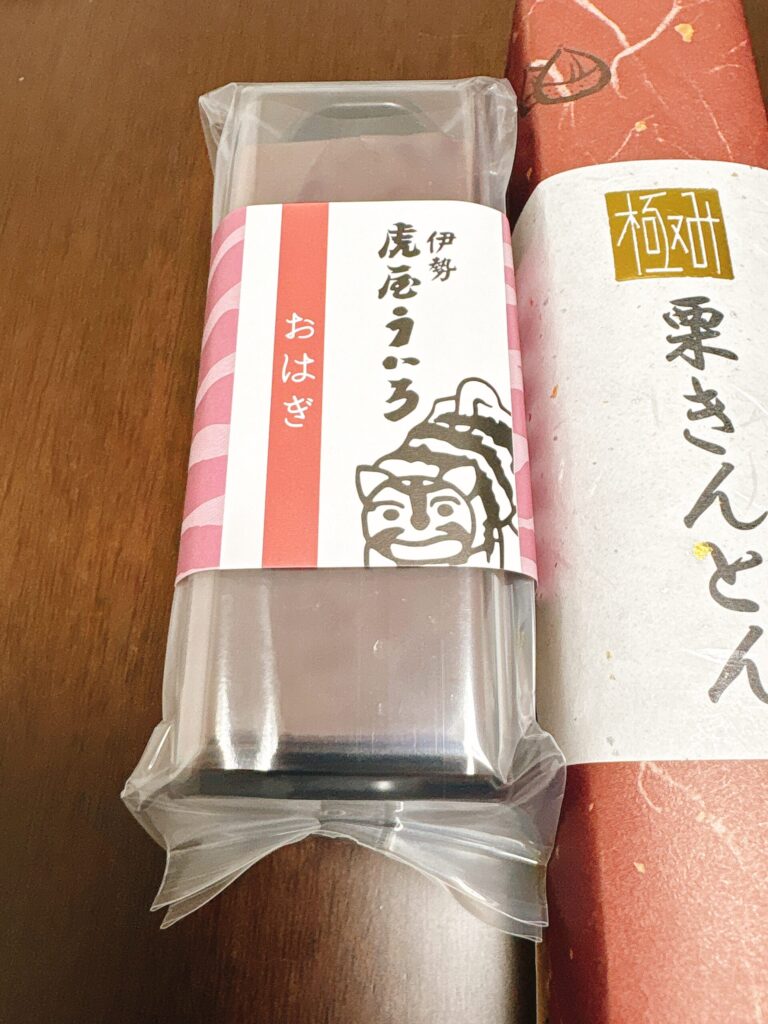 伊勢
虎屋ういろ
おはぎ
極み
栗きんとん